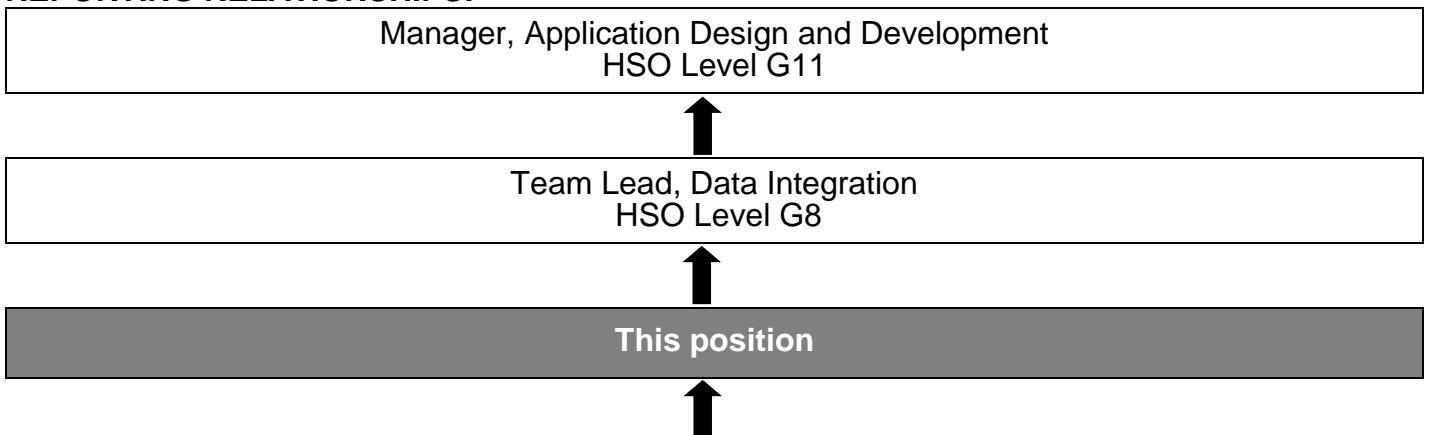 Manager, Application Design and Development
HSO Level G11
Team Lead, Data Integration
HSO Level G8
This position